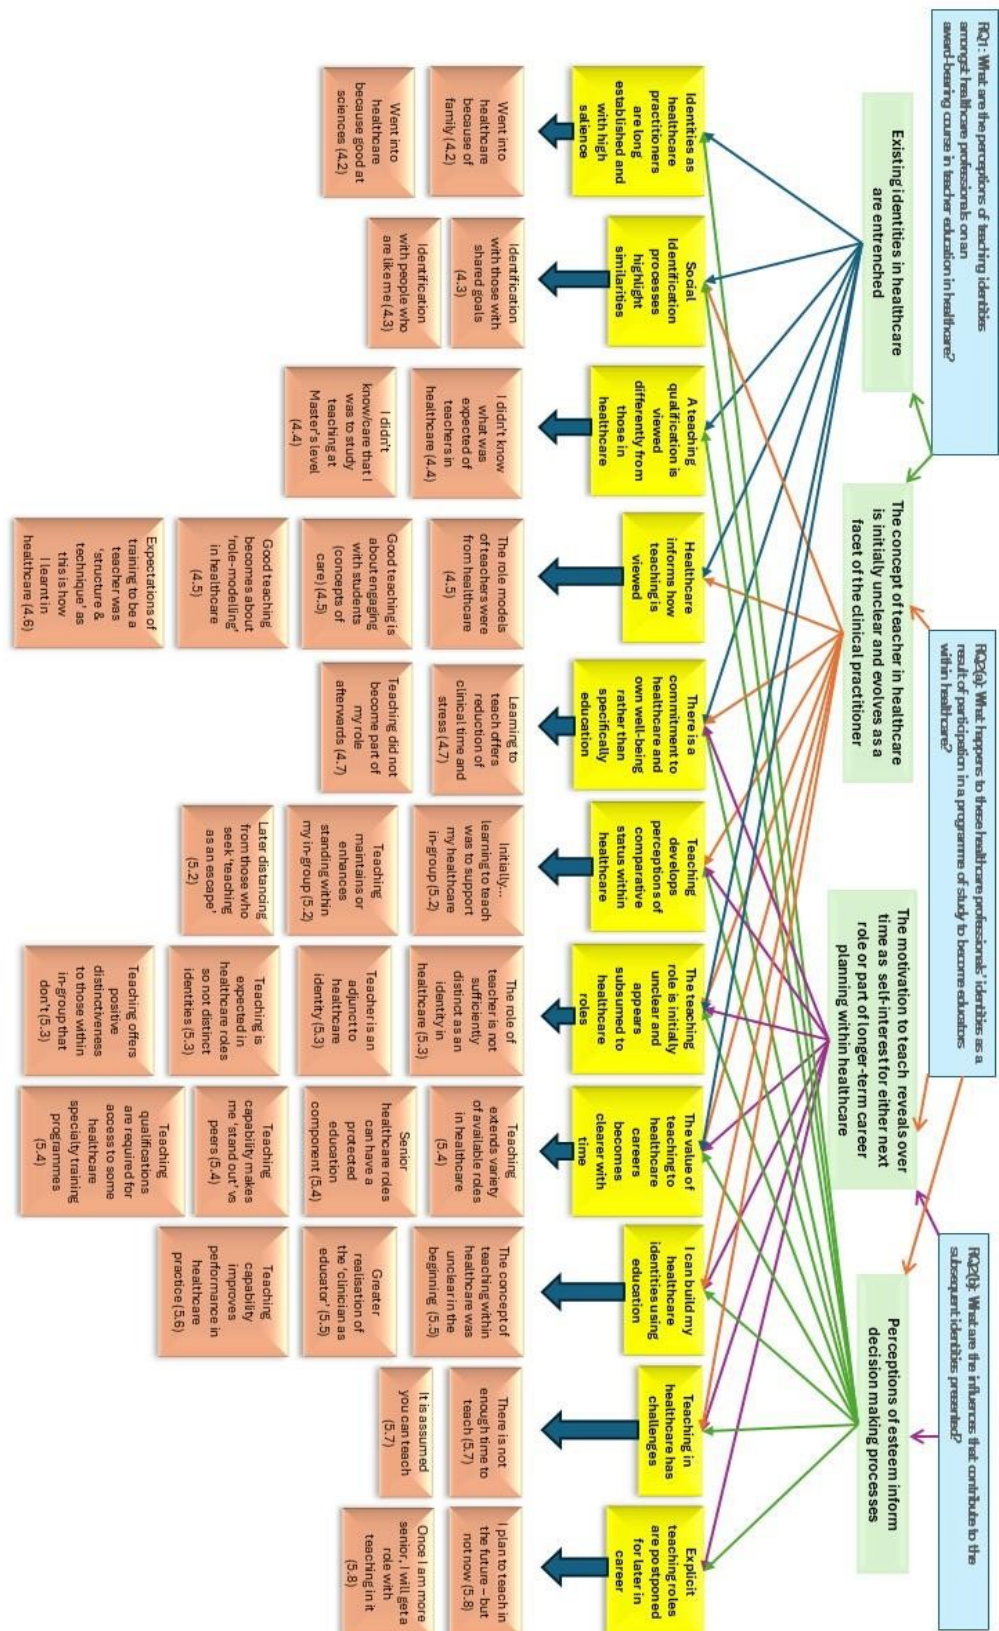 RQ1: What are the perceptions of teaching identities
amongst healthcare professionals on an
award-bearing course in teacher education in healthcare?
RQ2(a): What happens to these healthcare professionals' identities as a
result of participation in a programme of study to become educators
within healthcare?
RQ2(b): What are the influences that contribute to the
subsequent identities presented?
Existing identities in healthcare
are entrenched
The concept of teacher in healthcare
is initially unclear and evolves as a
facet of the clinical practitioner
The motivation to teach reveals over
time as self-interest for either next
role or part of longer-term career
planning within healthcare
Perceptions of esteem inform
decision making processes
Identities as
healthcare
practitioners
are long
established and
with high
salience
Social
Identification
processes
highlight
similarities
A teaching
qualification is
viewed
differently from
those in
healthcare
Healthcare
informs how
teaching is
viewed
There is a
commitment to
healthcare and
own well-being
rather than
specifically
education
Teaching
develops
perceptions of
comparative
status within
healthcare
The teaching
role is initially
unclear and
appears
subsumed to
healthcare
roles
The value of
teaching to
healthcare
careers
becomes
clearer with
time
I can build my
healthcare
identities using
education
Teaching in
healthcare has
challenges
Explicit
teaching roles
are postponed
for later in
career
Went into
healthcare
because of
family (4.2)
Went into
healthcare
because good at
sciences (4.2)
Identification
with those with
shared goals
(4.3)
Identification
with people who
are like me (4.3)
I didn't know
what was
expected of
teachers in
healthcare (4.4)
I didn't
know/care that I
was to study
teaching at
Master's level
(4.4)
The role models
of teachers were
from healthcare
(4.5)
Good teaching is
about engaging
with students
(concepts of
care) (4.5)
Good teaching
becomes about
'role-modelling'
in healthcare
(4.5)
Expectations of
training to be a
teacher was
'structure &
technique' as
this is how
I learnt in
healthcare (4.6)
Learning to
teach offers
reduction of
clinical time and
stress (4.7)
Teaching did not
become part of
my role
afterwards (4.7)
Initially...
learning to teach
was to support
my healthcare
in-group (5.2)
Teaching
maintains or
enhances
standing within
my in-group (5.2)
Later distancing
from those who
seek 'teaching
as an escape'
(5.2)
The role of
teacher is not
sufficiently
distinct as an
identity in
healthcare (5.3)
Teacher is an
adjunct to
healthcare
identity (5.3)
Teaching is
expected in
healthcare roles
so not distinct
identities (5.3)
Teaching offers
positive
distinctiveness
to those within
in-group that
don't (5.3)
Teaching
extends variety
of available roles
in healthcare
(5.4)
Senior
healthcare roles
can have a
protected
education
component (5.4)
Teaching
capability makes
me 'stand out' vs
peers (5.4)
Teaching
qualifications
are required for
access to some
healthcare
specialty training
programmes
(5.4)
The concept of
teaching within
healthcare was
unclear in the
beginning (5.5)
Greater
realisation of
the 'clinician as
educator' (5.5)
Teaching
capability
improves
performance in
healthcare
practice (5.6)
There is not
enough time to
teach (5.7)
It is assumed
you can teach
(5.7)
I plan to teach in
the future – but
not now (5.8)
Once I am more
senior, I will get a
role with
teaching in it
(5.8)